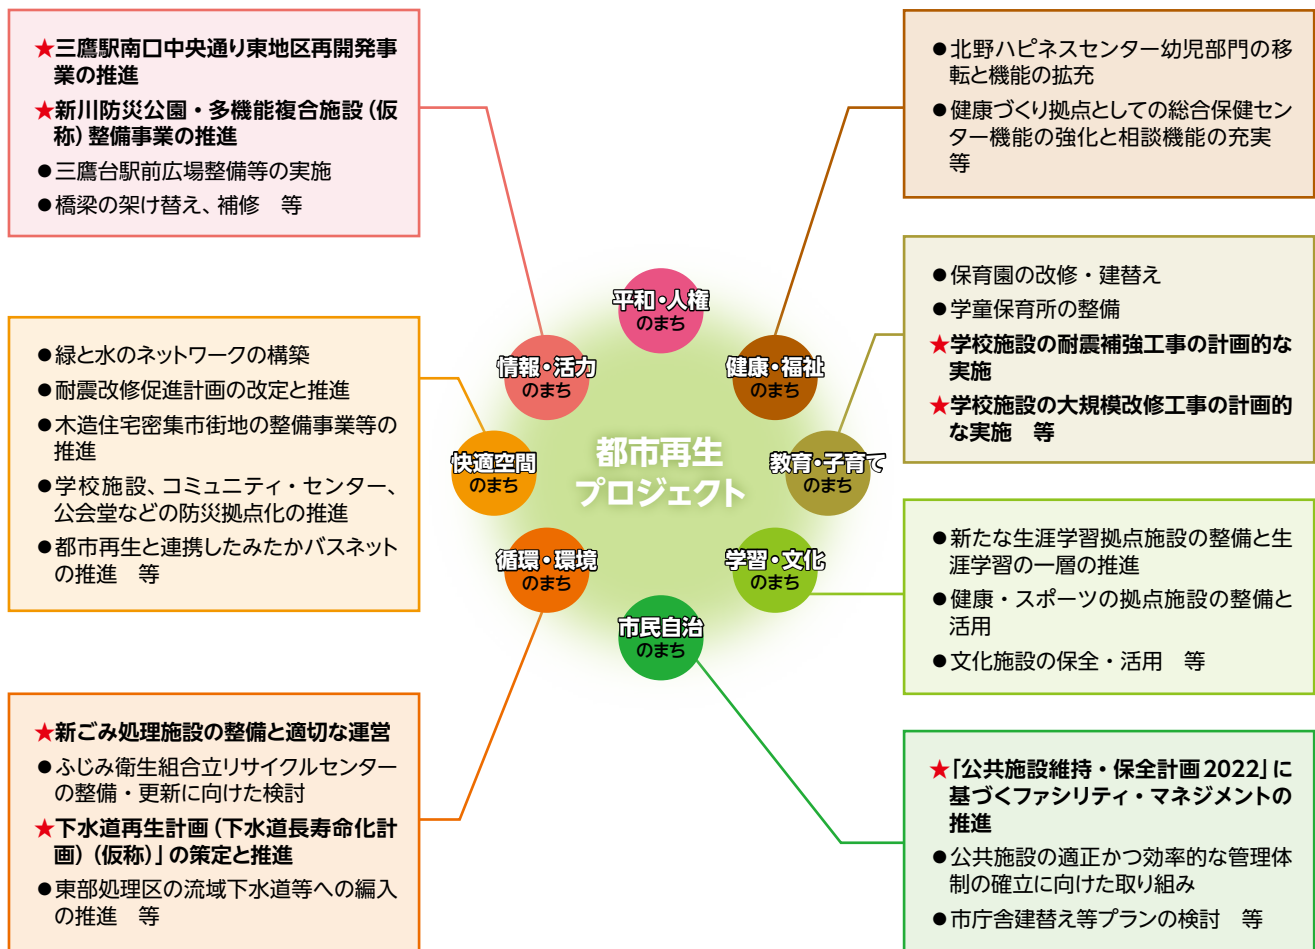 ★三鷹駅南口中央通り東地区再開発事
業の推進
★新川防災公園・多機能複合施設(仮
称)整備事業の推進
●三鷹台駅前広場整備等の実施
●橋梁の架け替え、補修　等
●北野ハピネスセンター幼児部門の移
転と機能の拡充
●健康づくり拠点としての総合保健セン
ター機能の強化と相談機能の充実
等
●緑と水のネットワークの構築
●耐震改修促進計画の改定と推進
●木造住宅密集市街地の整備事業等の
推進
●学校施設、コミュニティ・センター、
公会堂などの防災拠点化の推進
●都市再生と連携したみたかバスネット
の推進　等
●保育園の改修・建替え
●学童保育所の整備
★学校施設の耐震補強工事の計画的な
実施
★学校施設の大規模改修工事の計画的
な実施　等
平和・人権
のまち
情報・活力
のまち
健康・福祉
のまち
快適空間
のまち
都市再生
プロジェクト
教育・子育て
のまち
循環・環境
のまち
学習・文化
のまち
市民自治
のまち
●新たな生涯学習拠点施設の整備と生
涯学習の一層の推進
●健康・スポーツの拠点施設の整備と
活用
●文化施設の保全・活用　等
★新ごみ処理施設の整備と適切な運営
●ふじみ衛生組合立リサイクルセンター
の整備・更新に向けた検討
★下水道再生計画(下水道長寿命化計
画)(仮称)」の策定と推進
●東部処理区の流域下水道等への編入
の推進　等
★「公共施設維持・保全計画2022」に
基づくファシリティ・マネジメントの
推進
●公共施設の適正かつ効率的な管理体
制の確立に向けた取り組み
●市庁舎建替え等プランの検討　等